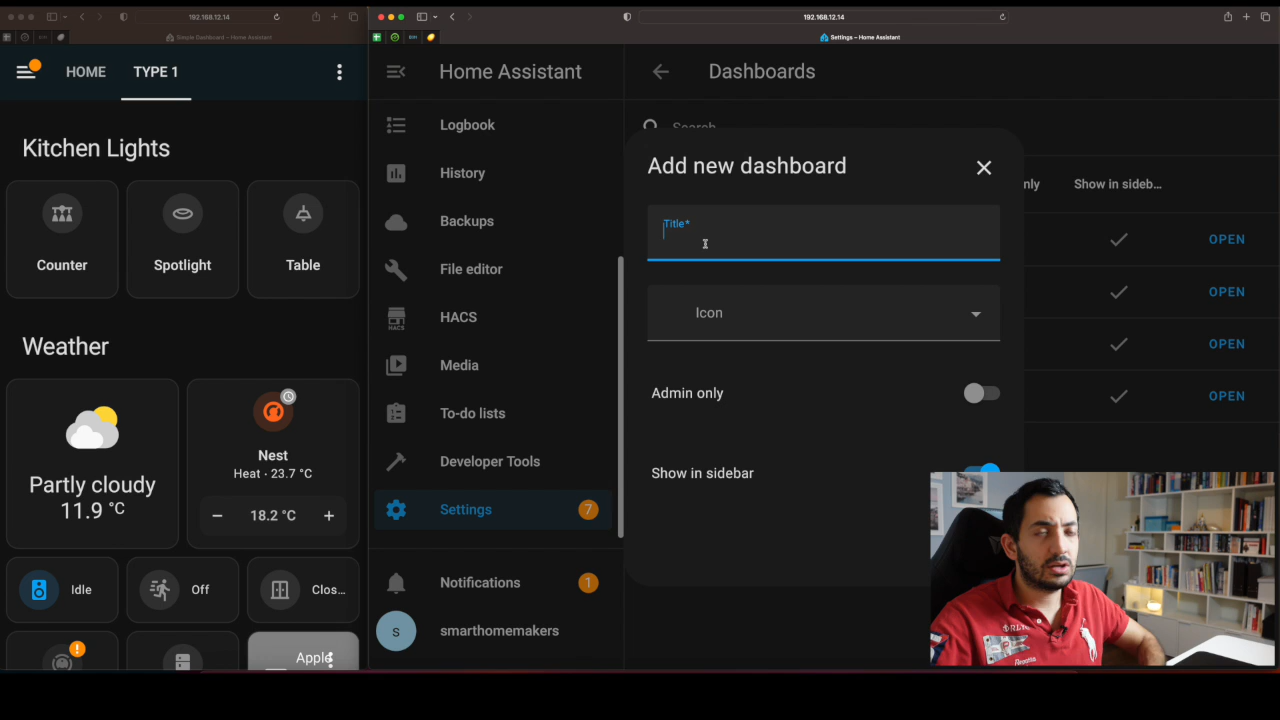 192.168.12.14
Simple Dashboard – Home Assistant
HOME
TYPE 1
Kitchen Lights
Counter
Spotlight
Table
Weather
Partly cloudy
11.9 °C
Nest
Heat · 23.7 °C
− 18.2 °C +
Idle
Off
Clos...
!
Apple
192.168.12.14
Settings – Home Assistant
Home Assistant
Logbook
History
Backups
File editor
HACS
HACS
Media
To-do lists
Developer Tools
Settings
7
Notifications
1
s
smarthomemakers
Dashboards
Search
Add new dashboard
Title*
Icon
Admin only
Show in sidebar
nly
Show in sideb...
OPEN
OPEN
OPEN
OPEN